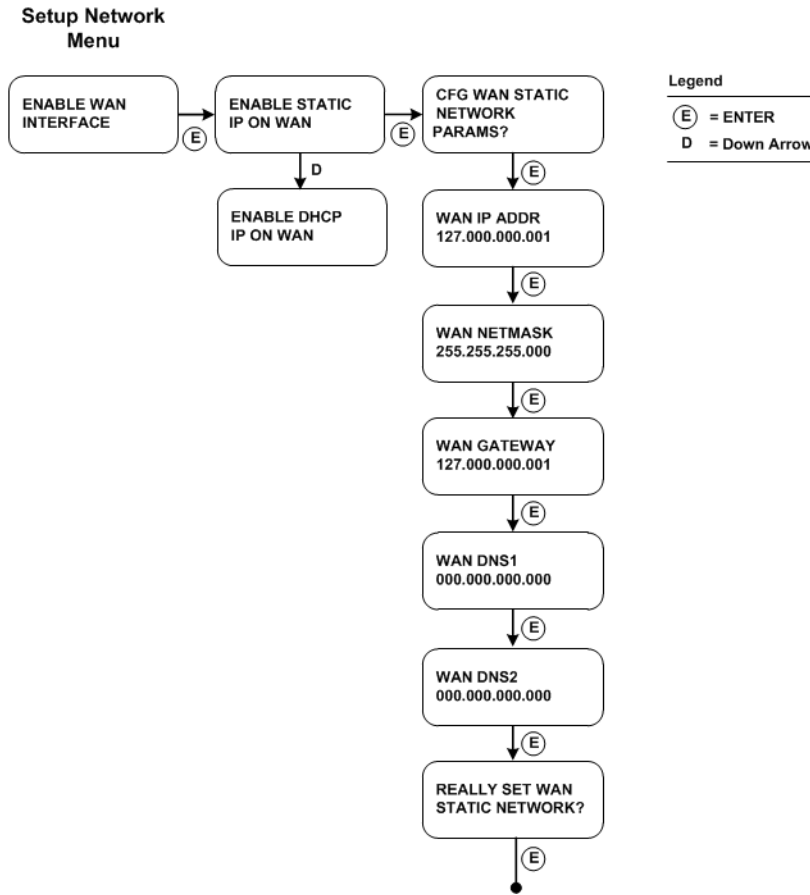 Setup Network
Menu
ENABLE WAN
INTERFACE
E
ENABLE STATIC
IP ON WAN
E
CFG WAN STATIC
NETWORK
PARAMS?
Legend
E = ENTER
D = Down Arrow
D
ENABLE DHCP
IP ON WAN
E
WAN IP ADDR
127.000.000.001
E
WAN NETMASK
255.255.255.000
E
WAN GATEWAY
127.000.000.001
E
WAN DNS1
000.000.000.000
E
WAN DNS2
000.000.000.000
E
REALLY SET WAN
STATIC NETWORK?
E